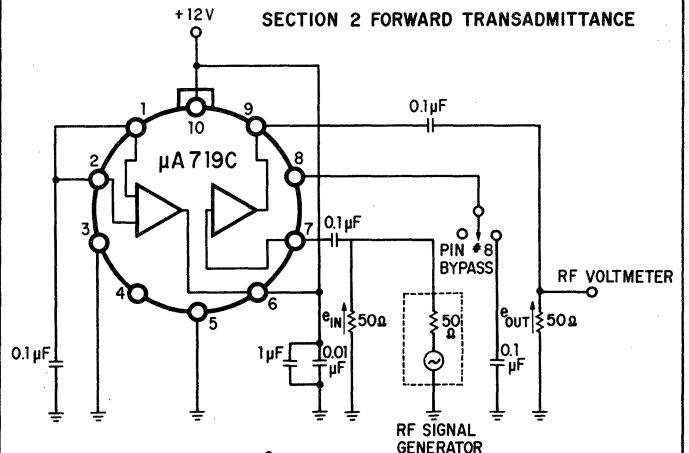 +12V
SECTION 2 FORWARD TRANSADMITTANCE
1
10
9
0.1µF
2
µA719C
8
3
7
0.1µF
PIN #8
BYPASS
RF VOLTMETER
4
5
6
eIN
50Ω
50
Ω
eOUT
50Ω
0.1µF
1µF
0.01
µF
0.1
µF
RF SIGNAL
GENERATOR